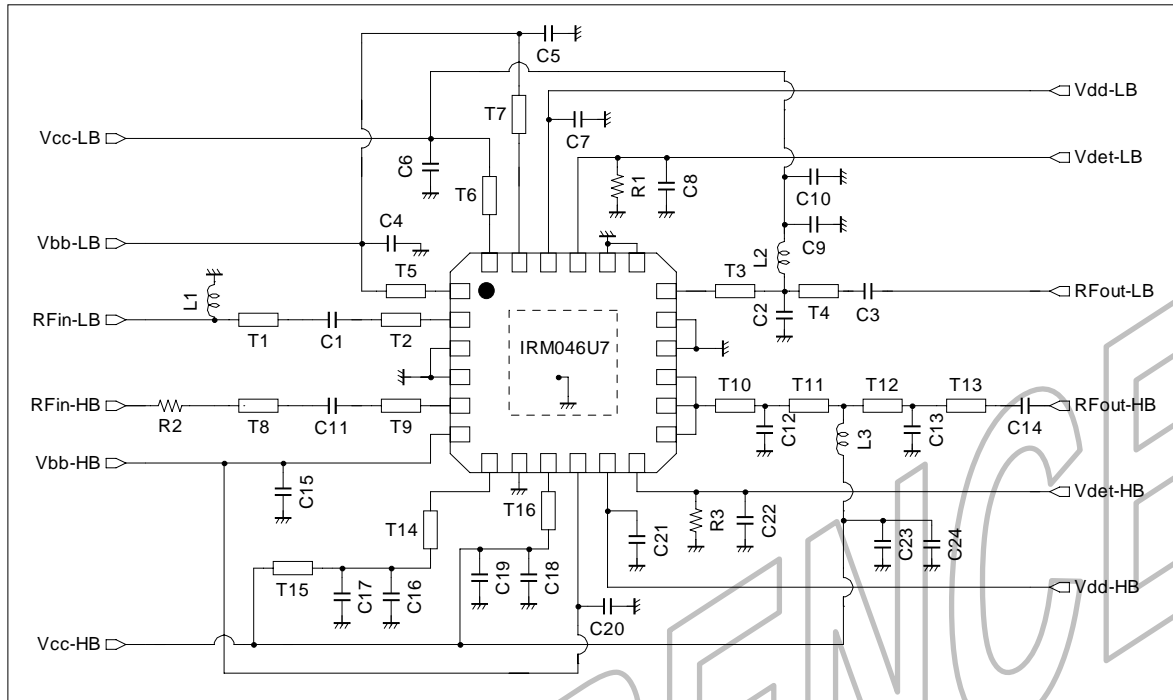 C5
Vdd-LB
T7
C7
Vcc-LB
C6
Vdet-LB
T6
R1
C8
C10
C4
C9
Vbb-LB
L2
T5
T3
RFout-LB
L1
C2
T4
C3
RFin-LB
T1
C1
T2
IRM046U7
T10
T11
T12
T13
RFin-HB
RFout-HB
R2
T8
C11
T9
C12
L3
C13
C14
Vbb-HB
C15
T16
Vdet-HB
T14
C21
R3
C22
C23
C24
T15
C17
C16
C19
C18
Vdd-HB
C20
Vcc-HB
RENCE